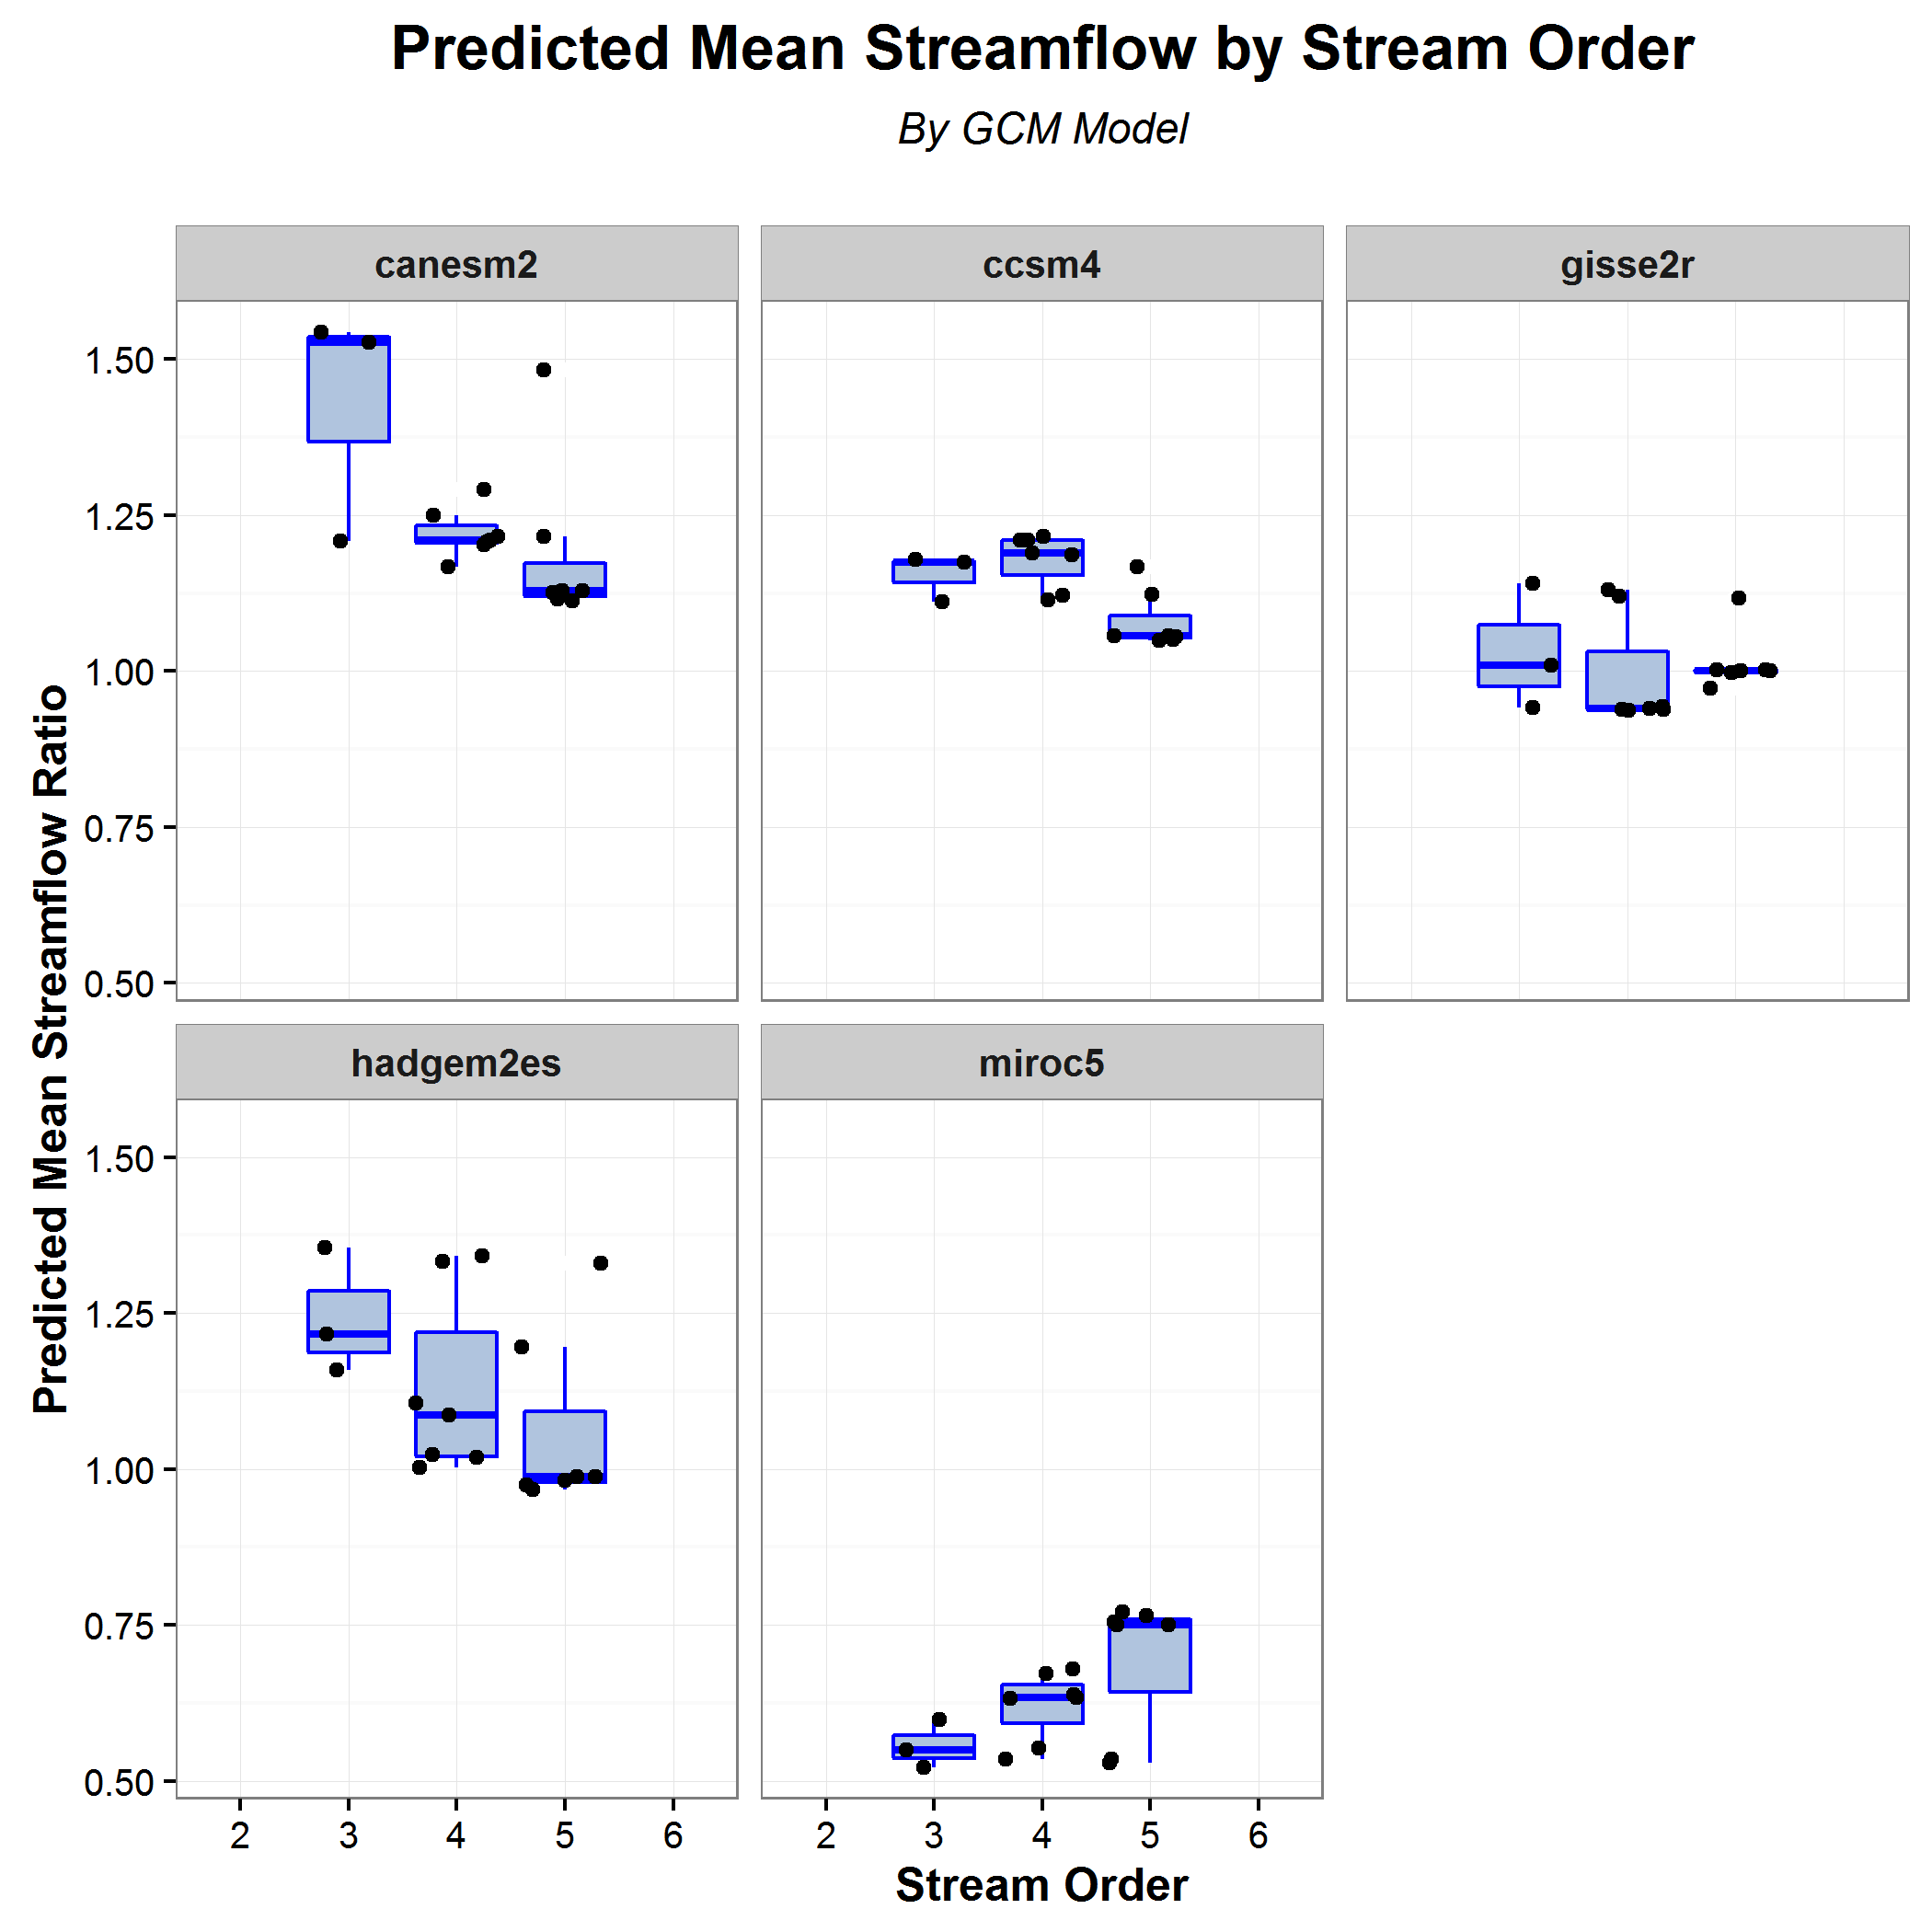 Predicted Mean Streamflow by Stream Order
By GCM Model
canesm2
ccsm4
gisse2r
1.50
1.25
1.00
0.75
0.50
Predicted Mean Streamflow Ratio
hadgem2es
miroc5
1.50
1.25
1.00
0.75
0.50
2 3 4 5 6
2 3 4 5 6
Stream Order